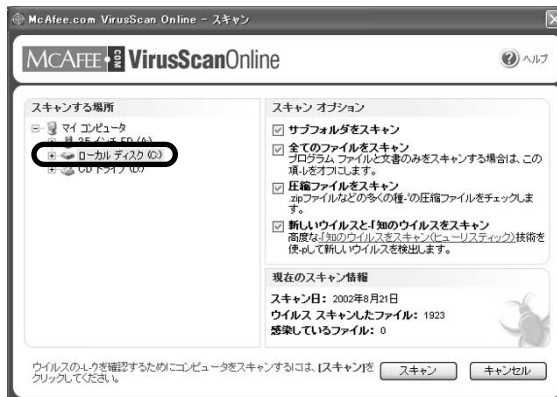 McAfee.com VirusScan Online - スキャン
McAFEE.COM VirusScanOnline
ヘルプ
スキャンする場所
マイ コンピュータ
3.5 インチ FD (A:)
ローカル ディスク (C:)
CD ドライブ (D:)
スキャン オプション
サブフォルダをスキャン
全てのファイルをスキャン
プログラム ファイルと文書のみをスキャンする場合は、この
をオフにします。
圧縮ファイルをスキャン
.zipファイルなどの多くの種 の圧縮ファイルをチェックしま
す。
新しいウイルスと 知のウイルスをスキャン
高度な 知のウイルスをスキャン(ヒューリスティック)技術を
使 して新しいウイルスを検出します。
現在のスキャン情報
スキャン日: 2002年8月21日
ウイルス スキャンしたファイル: 1923
感染しているファイル: 0
ウイルスの を確認するためにコンピュータをスキャンするには、[スキャン]を
クリックしてください。
スキャン
キャンセル